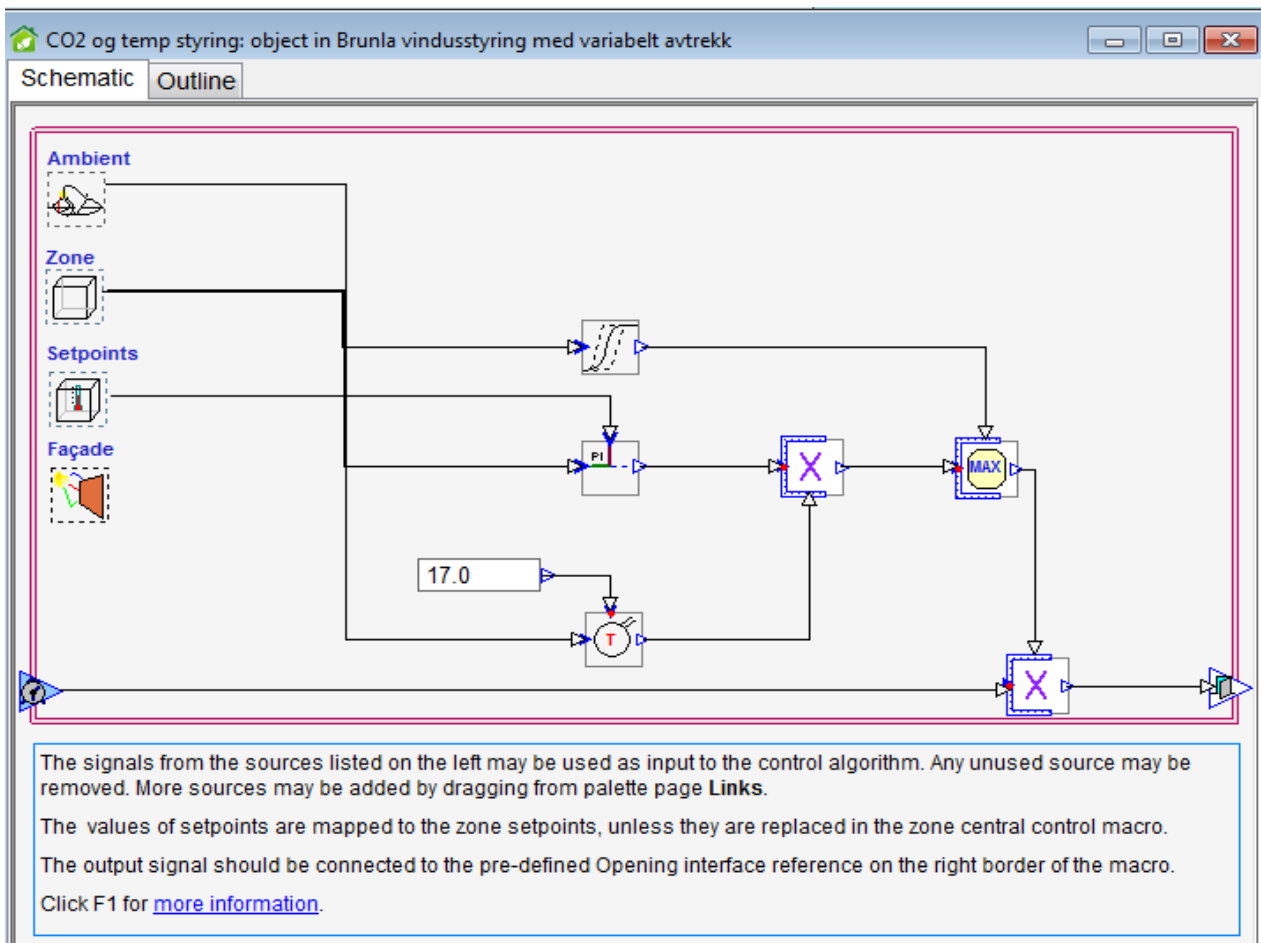 CO2 og temp styring: object in Brunla vindusstyring med variabelt avtrekk
Schematic Outline
Ambient
Zone
Setpoints
Façade
PI
X
MAX
17.0
T
X
The signals from the sources listed on the left may be used as input to the control algorithm. Any unused source may be
removed. More sources may be added by dragging from palette page Links.
The values of setpoints are mapped to the zone setpoints, unless they are replaced in the zone central control macro.
The output signal should be connected to the pre-defined Opening interface reference on the right border of the macro.
Click F1 for more information.